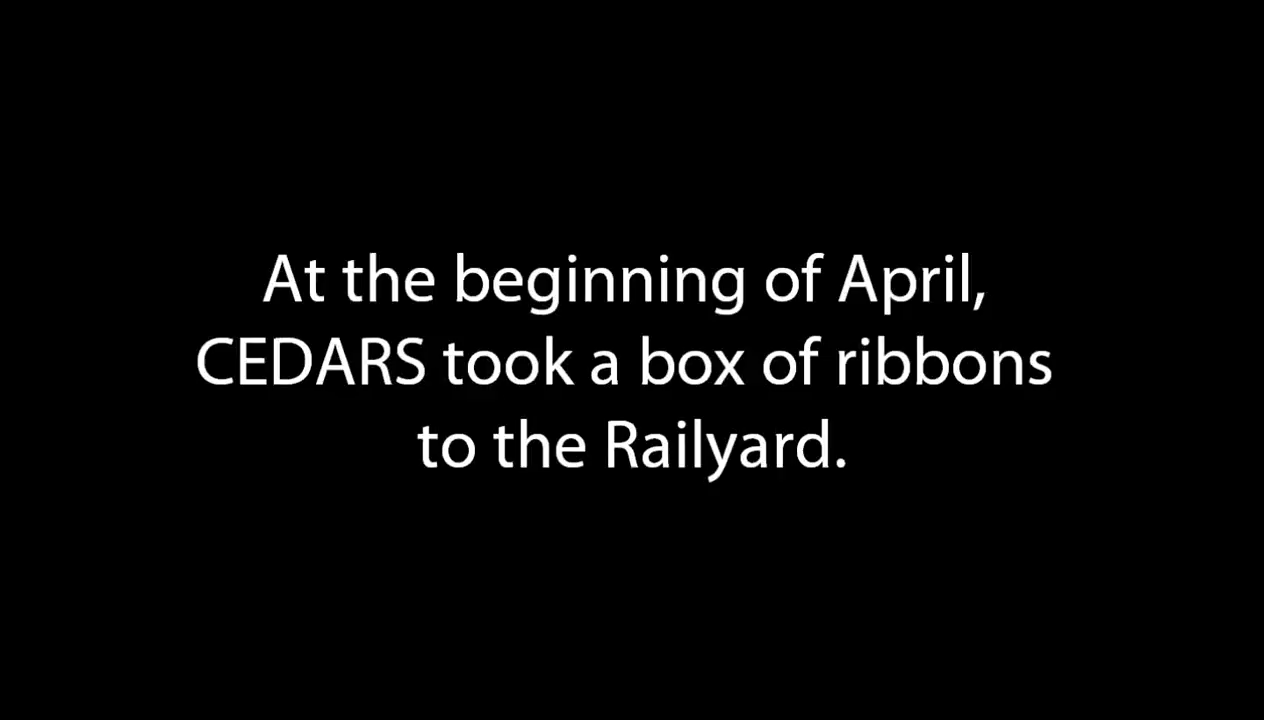 At the beginning of April,
CEDARS took a box of ribbons
to the Railyard.